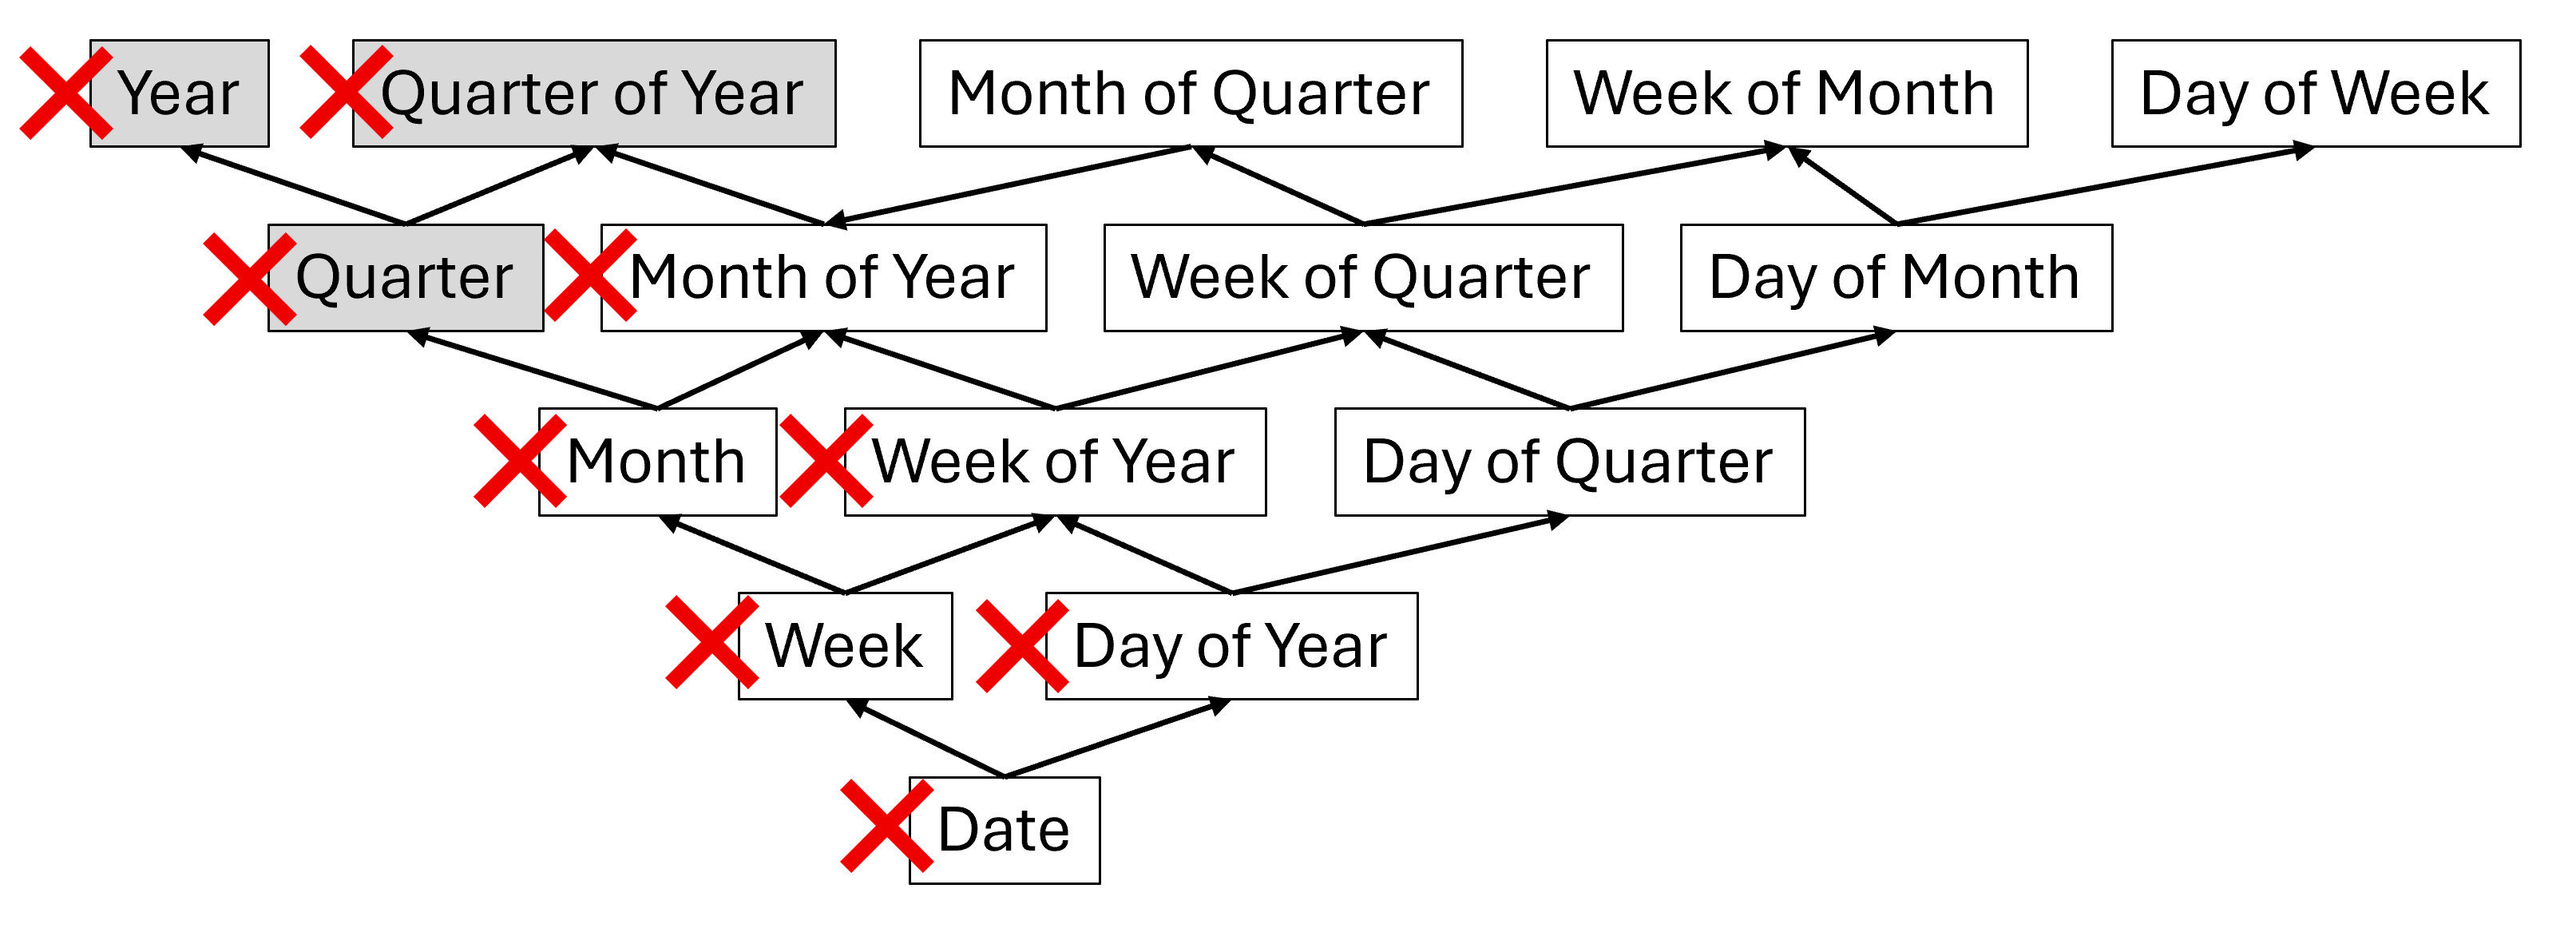 Year
Quarter of Year
Month of Quarter
Week of Month
Day of Week
Quarter
Month of Year
Week of Quarter
Day of Month
Month
Week of Year
Day of Quarter
Week
Day of Year
Date